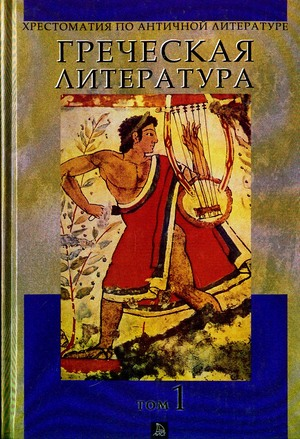 ХРЕСТОМАТИЯ ПО АНТИЧНОЙ ЛИТЕРАТУРЕ
ГРЕЧЕСКАЯ
ЛИТЕРАТУРА
ТОМ 1